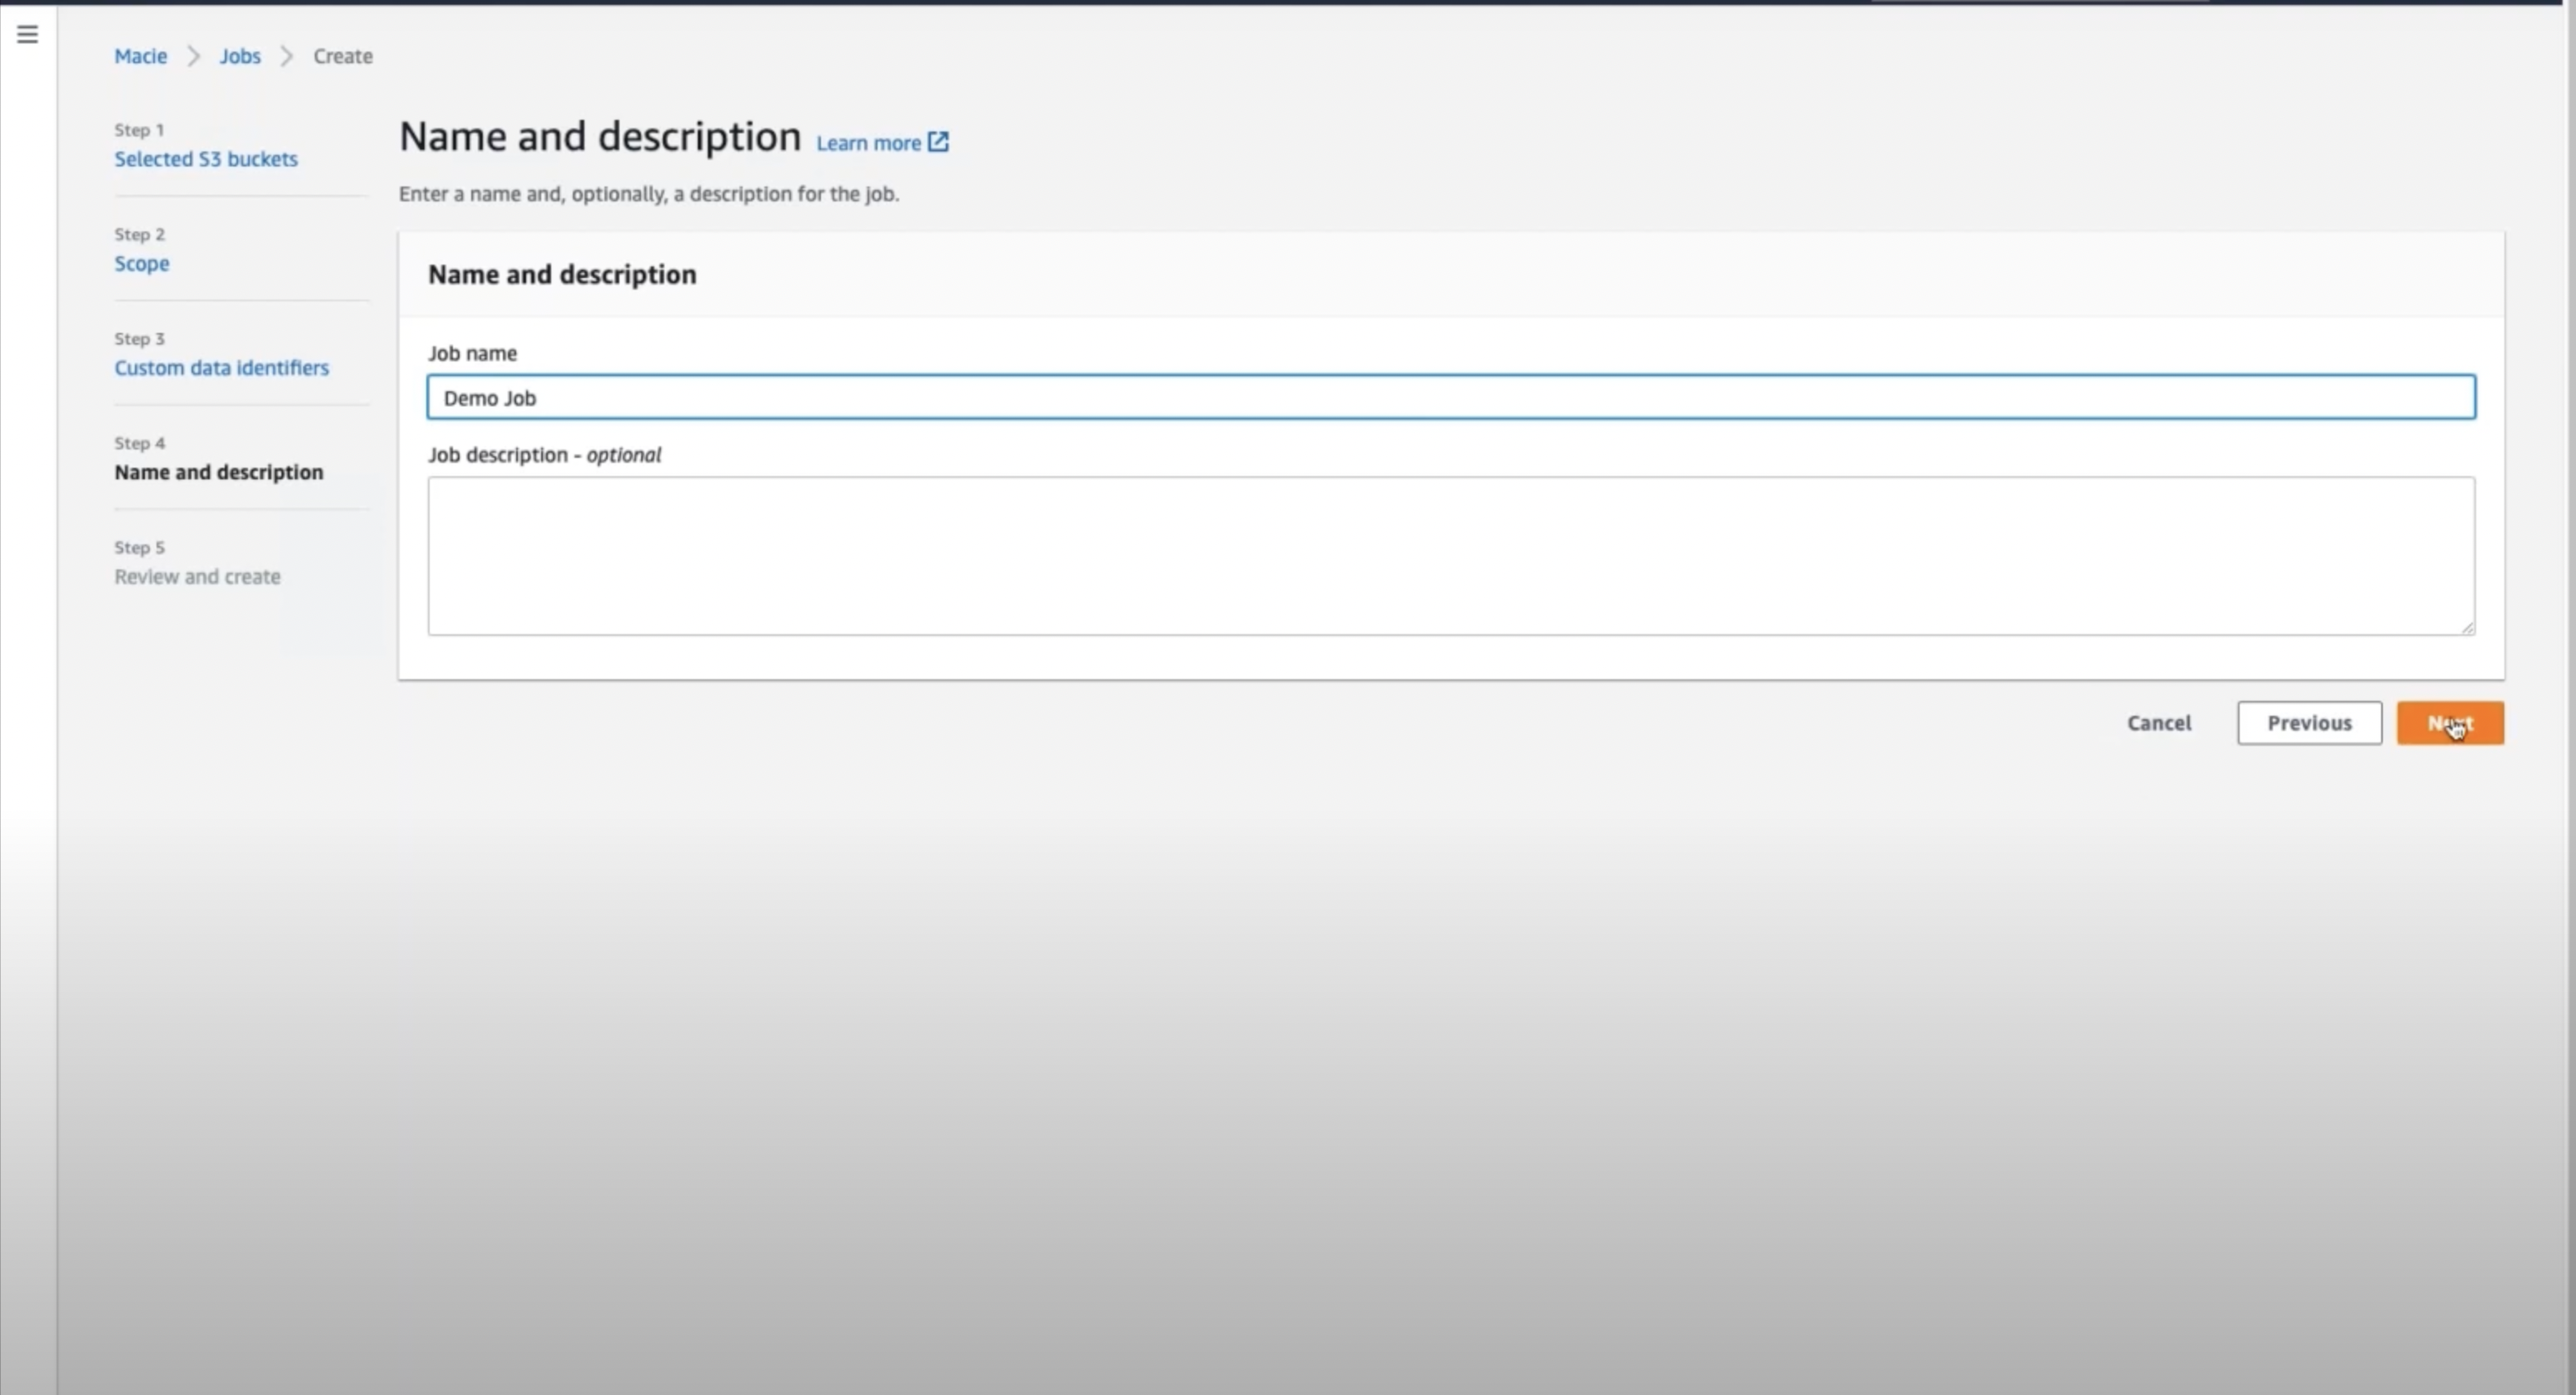 Macie > Jobs > Create
Step 1
Selected S3 buckets
Step 2
Scope
Step 3
Custom data identifiers
Step 4
Name and description
Step 5
Review and create
Name and description Learn more
Enter a name and, optionally, a description for the job.
Name and description
Job name
Demo Job
Job description - optional
Cancel Previous Next